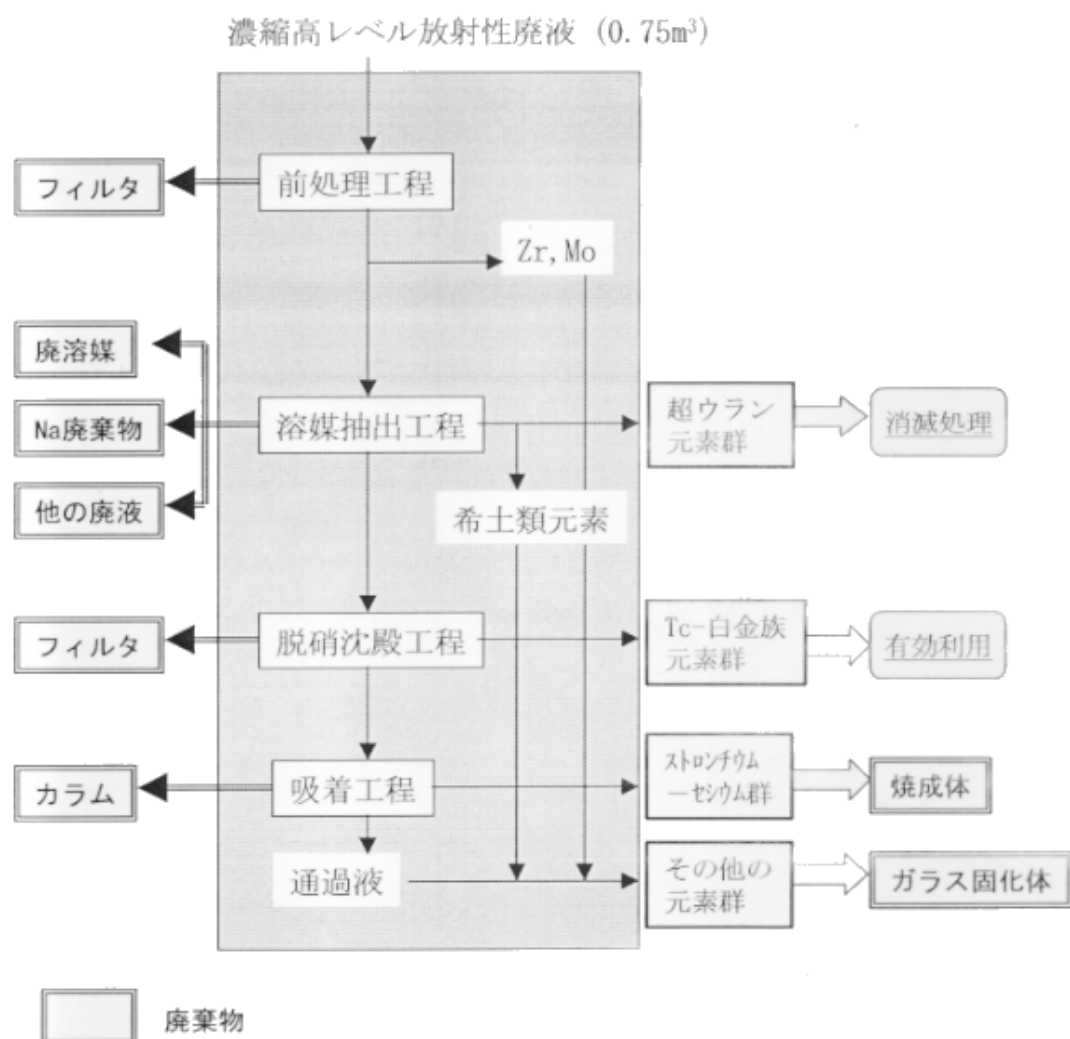 濃縮高レベル放射性廃液 (0.75m³)
フィルタ
前処理工程
Zr,Mo
廃溶媒
Na廃棄物
他の廃液
溶媒抽出工程
超ウラン
元素群
消滅処理
希土類元素
フィルタ
脱硝沈殿工程
Tc-白金族
元素群
有効利用
カラム
吸着工程
ストロンチウム
ーセシウム群
焼成体
通過液
その他の
元素群
ガラス固化体
廃棄物